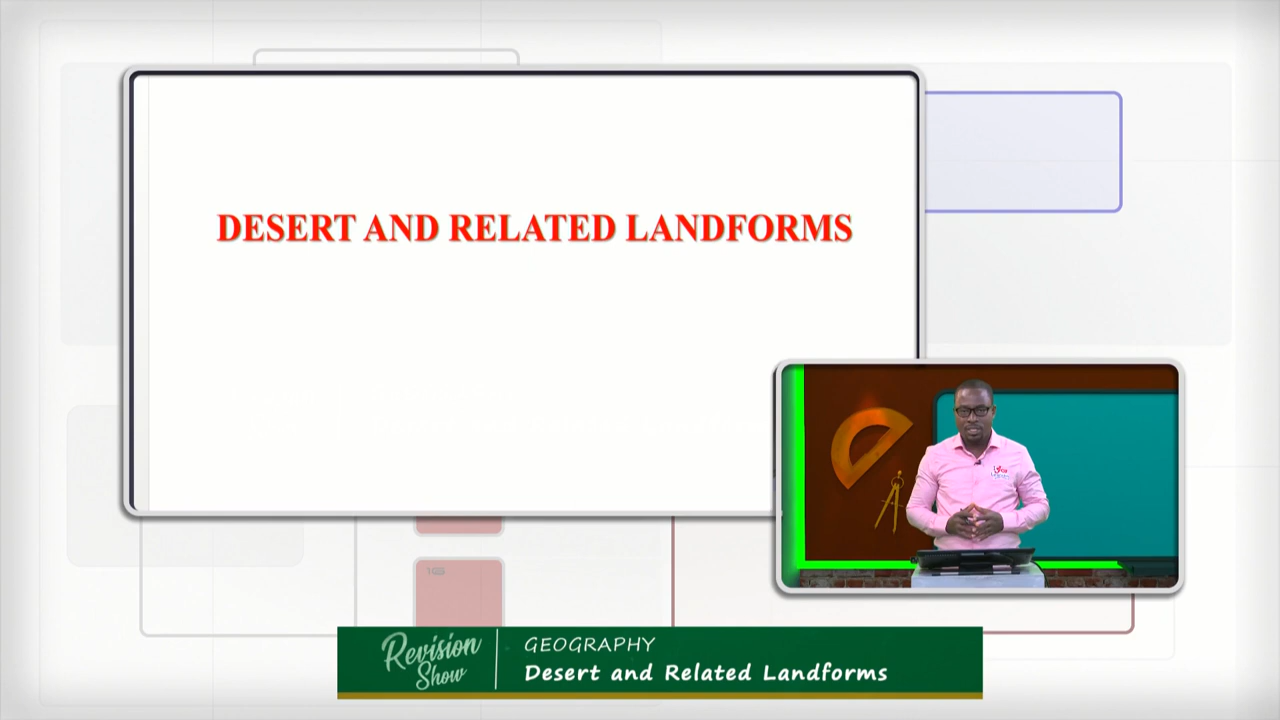 DESERT AND RELATED LANDFORMS
Revision
Show
GEOGRAPHY
Desert and Related Landforms